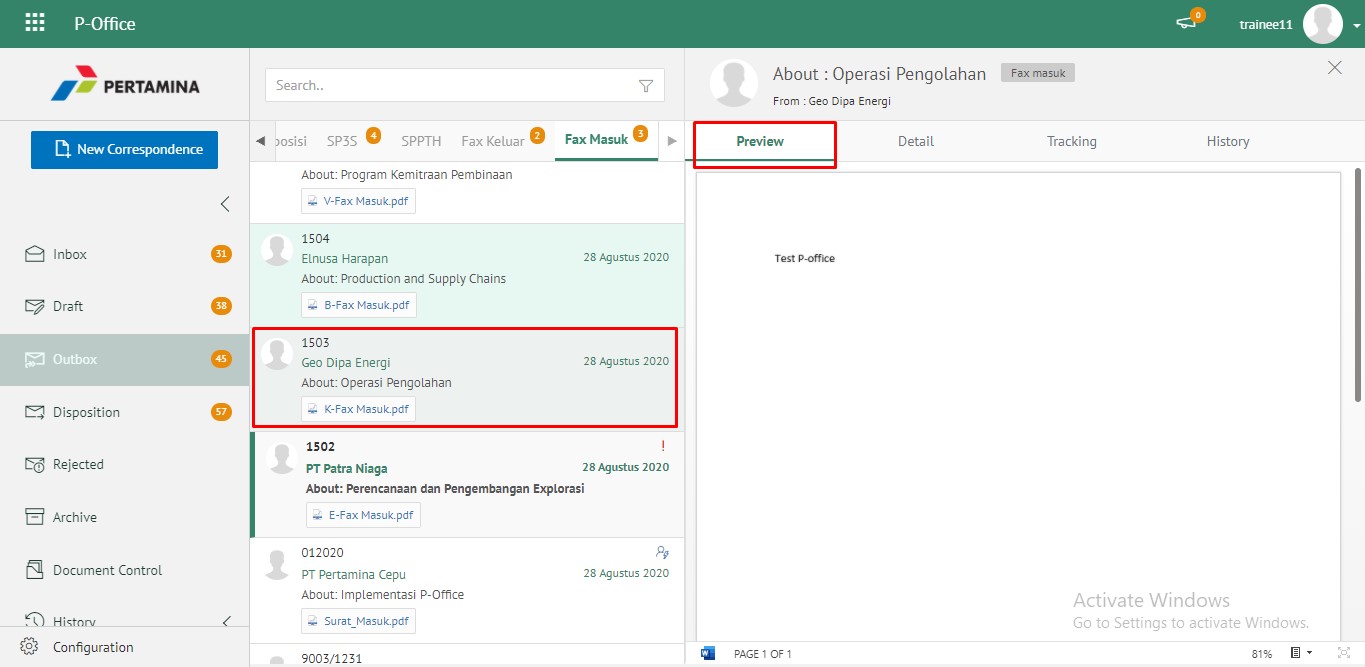 P-Office
0
trainee11
PERTAMINA
New Correspondence
Inbox 31
Draft 38
Outbox 45
Disposition 57
Rejected
Archive
Document Control
History
Configuration
Search..
posisi SP3S 4 SPPTH Fax Keluar 2 Fax Masuk 3
About: Program Kemitraan Pembinaan
V-Fax Masuk.pdf
1504
Elnusa Harapan 28 Agustus 2020
About: Production and Supply Chains
B-Fax Masuk.pdf
1503
Geo Dipa Energi 28 Agustus 2020
About: Operasi Pengolahan
K-Fax Masuk.pdf
1502 !
PT Patra Niaga 28 Agustus 2020
About: Perencanaan dan Pengembangan Explorasi
E-Fax Masuk.pdf
012020
PT Pertamina Cepu 28 Agustus 2020
About: Implementasi P-Office
Surat_Masuk.pdf
9003/1231
About : Operasi Pengolahan Fax masuk
From : Geo Dipa Energi
Preview Detail Tracking History
Test P-office
Activate Windows
Go to Settings to activate Windows.
PAGE 1 OF 1 81%